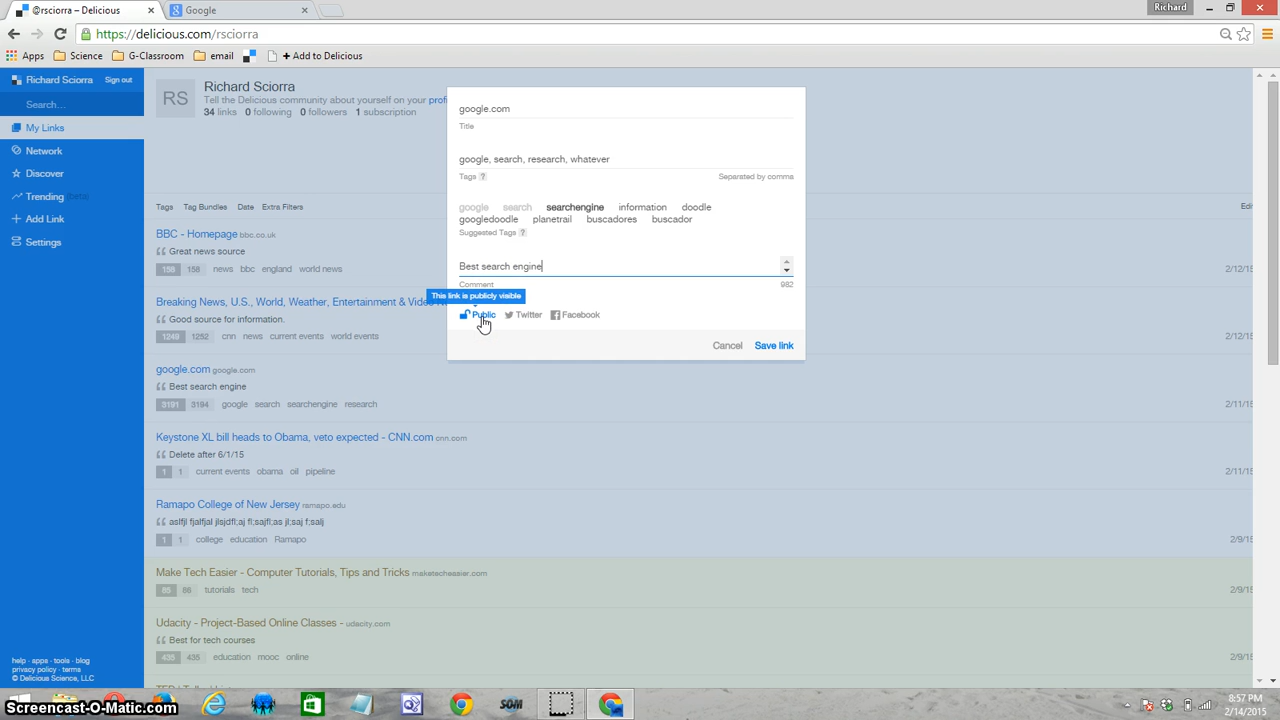 @rsciorra – Delicious
Google
Richard
https://delicious.com/rsciorra
Apps
Science
G-Classroom
email
Add to Delicious
Richard Sciorra
Sign out
Search...
My Links
Network
Discover
Trending (beta)
Add Link
Settings
help · apps · tools · blog
privacy policy · terms
© Delicious Science, LLC
RS
Richard Sciorra
Tell the Delicious community about yourself on your
34 links 0 following 0 followers 1 subscription
Tags Tag Bundles Date Extra Filters
google.com
Title
google, search, research, whatever
Tags ?
Separated by comma
google search searchengine information doodle
googledoodle planetrail buscadores buscador
Suggested Tags ?
Best search engine
Comment
982
This link is publicly visible
Public Twitter Facebook
Cancel Save link
BBC - Homepage bbc.co.uk
Great news source
158 158 news bbc england world news
2/12/15
Breaking News, U.S., World, Weather, Entertainment & Video
Good source for information.
1249 1252 cnn news current events world events
2/12/15
google.com google.com
Best search engine
3191 3194 google search searchengine research
2/11/15
Keystone XL bill heads to Obama, veto expected - CNN.com cnn.com
Delete after 6/1/15
1 1 current events obama oil pipeline
2/11/15
Ramapo College of New Jersey ramapo.edu
aslfjl fjalfjal jlsjdfl;aj fl;sajfl;as jl;saj f;salj
1 1 college education Ramapo
2/9/15
Make Tech Easier - Computer Tutorials, Tips and Tricks maketecheasier.com
85 86 tutorials tech
2/9/15
Udacity - Project-Based Online Classes - udacity.com
Best for tech courses
435 435 education mooc online
2/9/15
Screencast-O-Matic.com
SOM
8:57 PM
2/14/2015